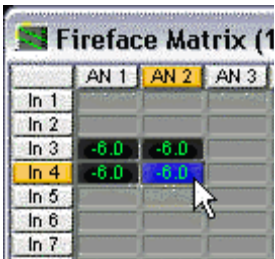 Fireface Matrix (1
AN 1 AN 2 AN 3
In 1
In 2
In 3 -6.0 -6.0
In 4 -6.0 -6.0
In 5
In 6
In 7